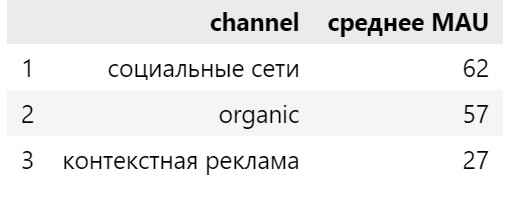 channel среднее MAU
1 социальные сети 62
2 organic 57
3 контекстная реклама 27